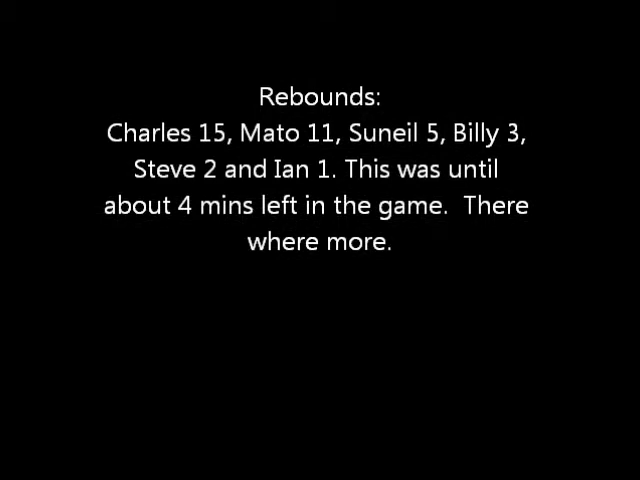 Rebounds:
Charles 15, Mato 11, Suneil 5, Billy 3,
Steve 2 and Ian 1. This was until
about 4 mins left in the game.  There
where more.